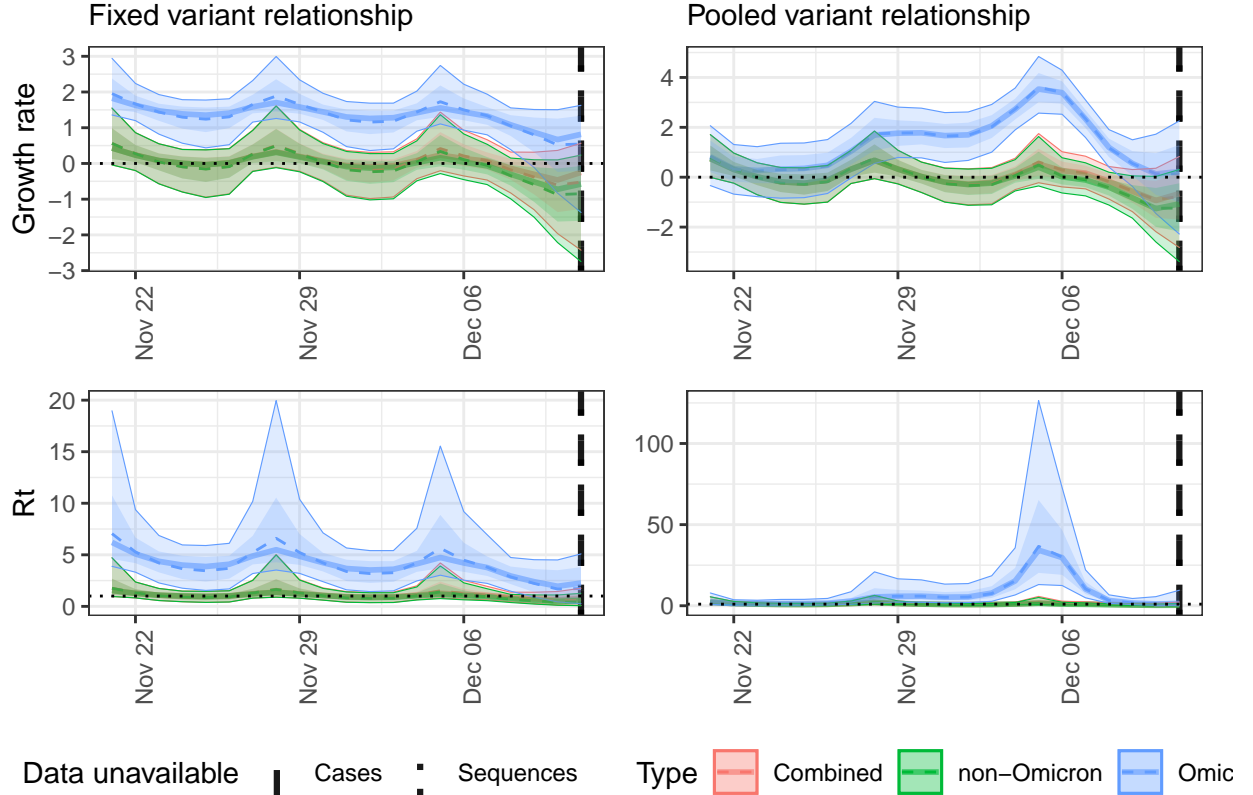 Fixed variant relationship
Pooled variant relationship
Growth rate
3
2
1
0
−1
−2
−3
4
2
0
−2
Nov 22
Nov 29
Dec 06
Nov 22
Nov 29
Dec 06
Rt
20
15
10
5
0
100
50
0
Nov 22
Nov 29
Dec 06
Nov 22
Nov 29
Dec 06
Data unavailable Cases Sequences
Type Combined non−Omicron Omic